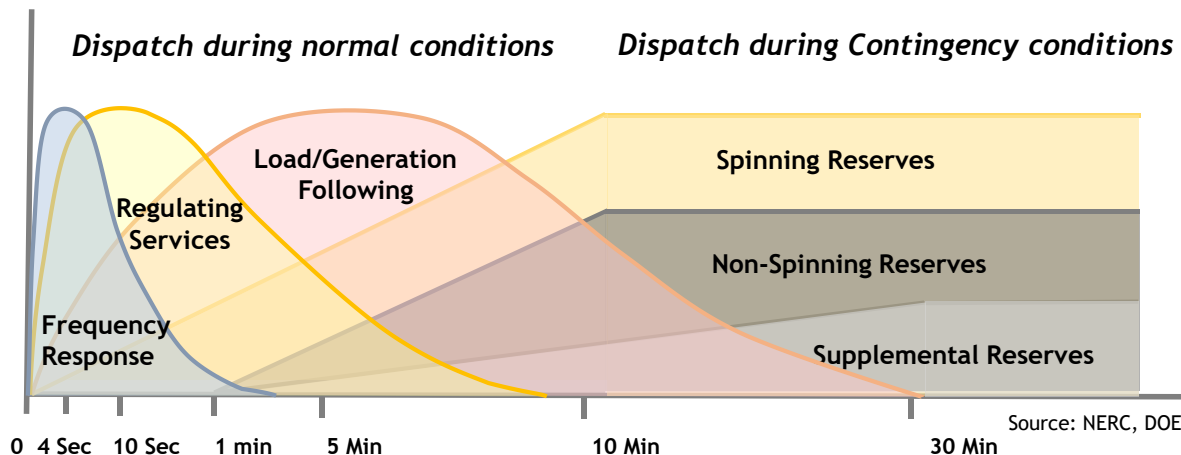 Dispatch during normal conditions
Dispatch during Contingency conditions
Load/Generation
Following
Spinning Reserves
Regulating
Services
Non-Spinning Reserves
Frequency
Response
Supplemental Reserves
Source: NERC, DOE
0 4 Sec 10 Sec 1 min 5 Min 10 Min 30 Min